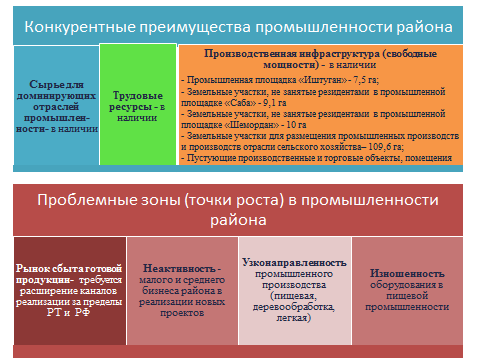 Конкурентные преимущества промышленности района
Сырье для
доминирующих
отраслей
промышлен-
ности- в наличии
Трудовые
ресурсы - в
наличии
Производственная инфраструктура (свободные
мощности) - в наличии
- Промышленная площадка «Иштуган» - 7,5 га;
- Земельные участки, не занятые резидентами в промышленной
площадке «Саба» - 9,1 га
- Земельные участки, не занятые резидентами в промышленной
площадке «Шемордан» - 10 га
- Земельные участки для размещения промышленных производств
и производств отрасли сельского хозяйства– 109,6 га;
- Пустующие производственные и торговые объекты, помещения
Проблемные зоны (точки роста) в промышленности
района
Рынок сбыта готовой
продукции- требуется
расширение каналов
реализации за пределы
РТ и РФ
Неактивность -
малого и среднего
бизнеса района в
реализации новых
проектов
Узконаправленность
промышленного
производства
(пищевая,
деревообработка,
легкая)
Изношенность
оборудования в
пищевой
промышленности